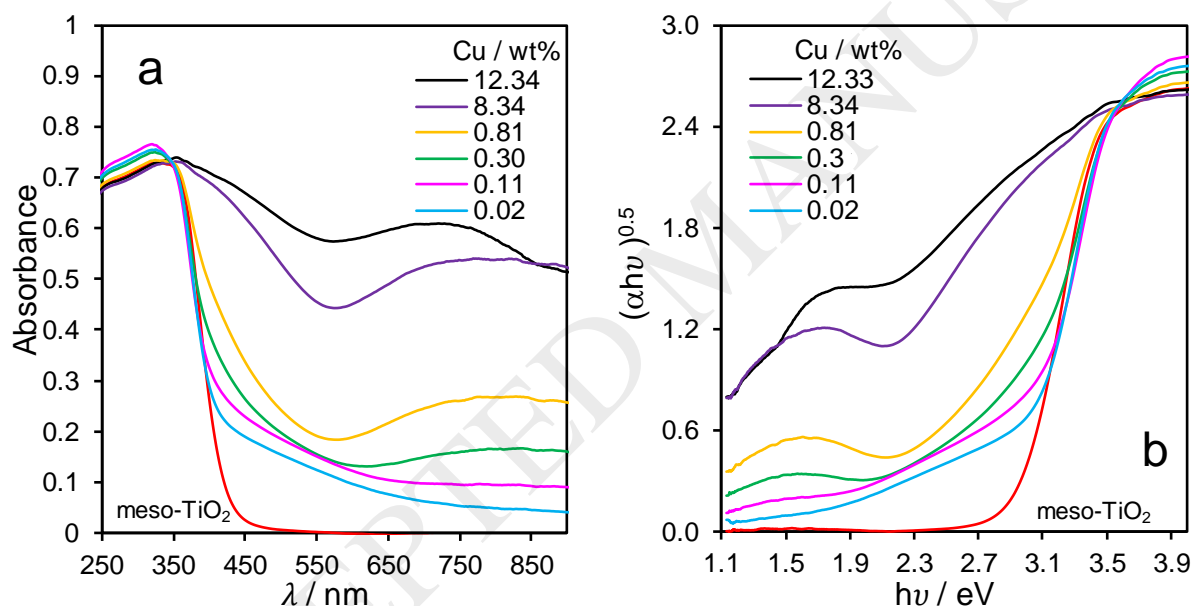 a
Cu / wt%
12.34
8.34
0.81
0.30
0.11
0.02
meso-TiO₂
Absorbance
1
0.9
0.8
0.7
0.6
0.5
0.4
0.3
0.2
0.1
0
250 350 450 550 650 750 850
λ / nm
b
Cu / wt%
12.33
8.34
0.81
0.3
0.11
0.02
meso-TiO₂
(αhυ)^0.5
3.0
2.4
1.8
1.2
0.6
0.0
1.1 1.5 1.9 2.3 2.7 3.1 3.5 3.9
hυ / eV
EPTED MANUS